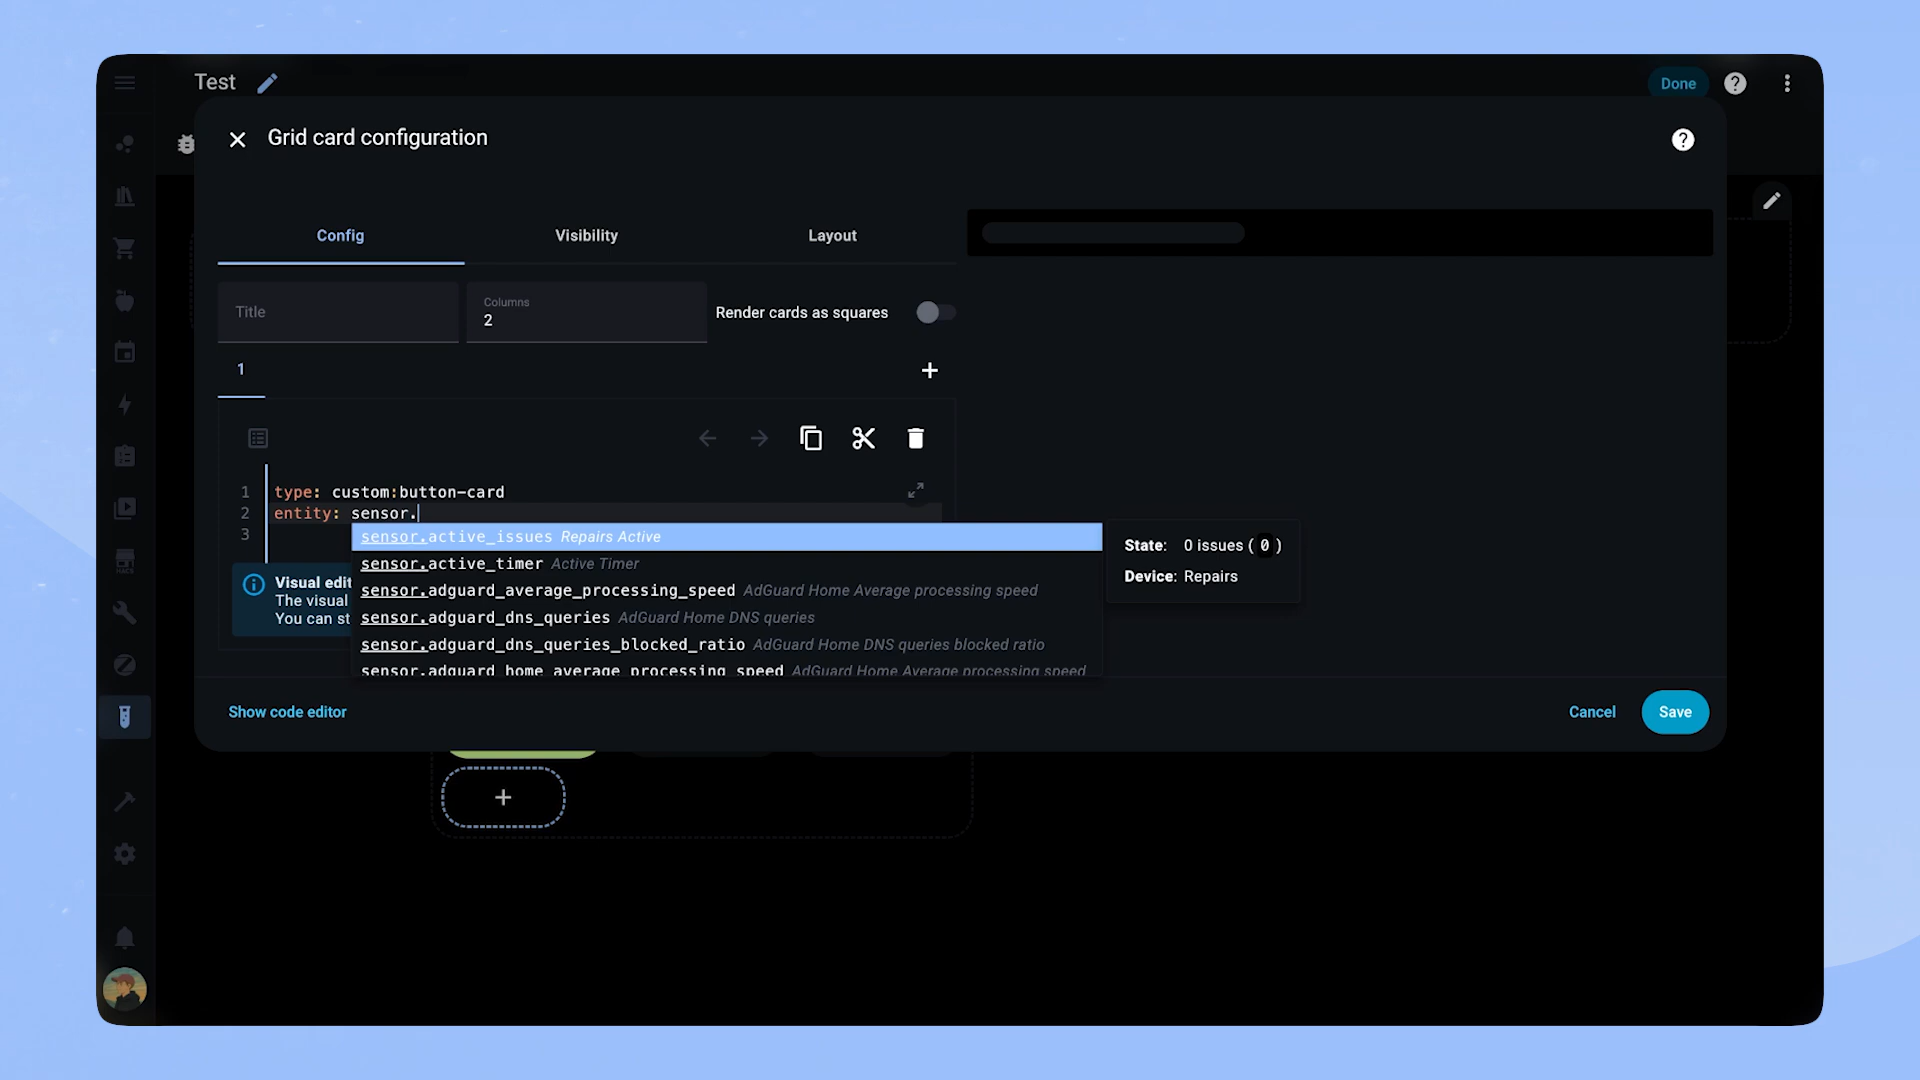 Test
Done
Grid card configuration
Config
Visibility
Layout
Title
Columns
2
Render cards as squares
1
1 type: custom:button-card
2 entity: sensor.
3
sensor.active_issues Repairs Active
sensor.active_timer Active Timer
sensor.adguard_average_processing_speed AdGuard Home Average processing speed
sensor.adguard_dns_queries AdGuard Home DNS queries
sensor.adguard_dns_queries_blocked_ratio AdGuard Home DNS queries blocked ratio
sensor.adguard_home_average_processing_speed AdGuard Home Average processing speed
State: 0 issues ( 0 )
Device: Repairs
Visual edit
The visual
You can st
Show code editor
Cancel
Save
HACS